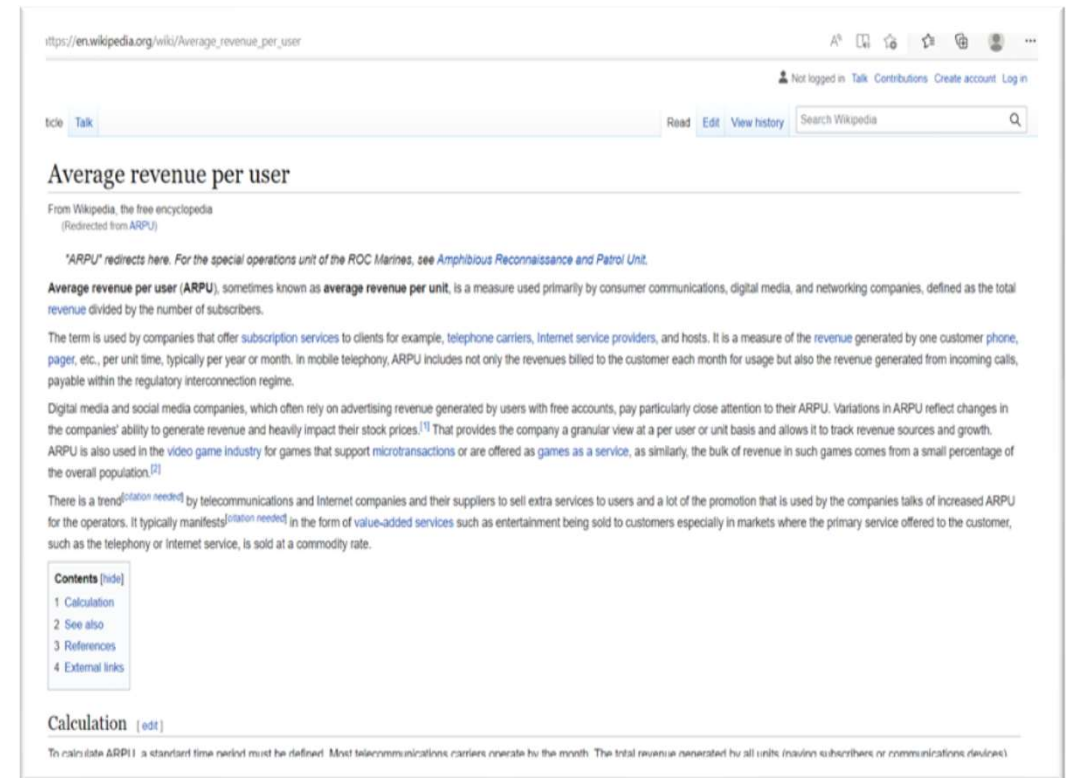 ttps://en.wikipedia.org/wiki/Average_revenue_per_user
Not logged in Talk Contributions Create account Log in
ticle Talk
Read Edit View history Search Wikipedia
Average revenue per user
From Wikipedia, the free encyclopedia
(Redirected from ARPU)
"ARPU" redirects here. For the special operations unit of the ROC Marines, see Amphibious Reconnaissance and Patrol Unit.
Average revenue per user (ARPU), sometimes known as average revenue per unit, is a measure used primarily by consumer communications, digital media, and networking companies, defined as the total
revenue divided by the number of subscribers.
The term is used by companies that offer subscription services to clients for example, telephone carriers, Internet service providers, and hosts. It is a measure of the revenue generated by one customer phone,
pager, etc., per unit time, typically per year or month. In mobile telephony, ARPU includes not only the revenues billed to the customer each month for usage but also the revenue generated from incoming calls,
payable within the regulatory interconnection regime.
Digital media and social media companies, which often rely on advertising revenue generated by users with free accounts, pay particularly close attention to their ARPU. Variations in ARPU reflect changes in
the companies' ability to generate revenue and heavily impact their stock prices.[1] That provides the company a granular view at a per user or unit basis and allows it to track revenue sources and growth.
ARPU is also used in the video game industry for games that support microtransactions or are offered as games as a service, as similarly, the bulk of revenue in such games comes from a small percentage of
the overall population.[2]
There is a trend[citation needed] by telecommunications and Internet companies and their suppliers to sell extra services to users and a lot of the promotion that is used by the companies talks of increased ARPU
for the operators. It typically manifests[citation needed] in the form of value-added services such as entertainment being sold to customers especially in markets where the primary service offered to the customer,
such as the telephony or Internet service, is sold at a commodity rate.
Contents [hide]
1 Calculation
2 See also
3 References
4 External links
Calculation [edit]
To calculate ARPU, a standard time period must be defined. Most telecommunications carriers operate by the month. The total revenue generated by all units (paying subscribers or communications devices)